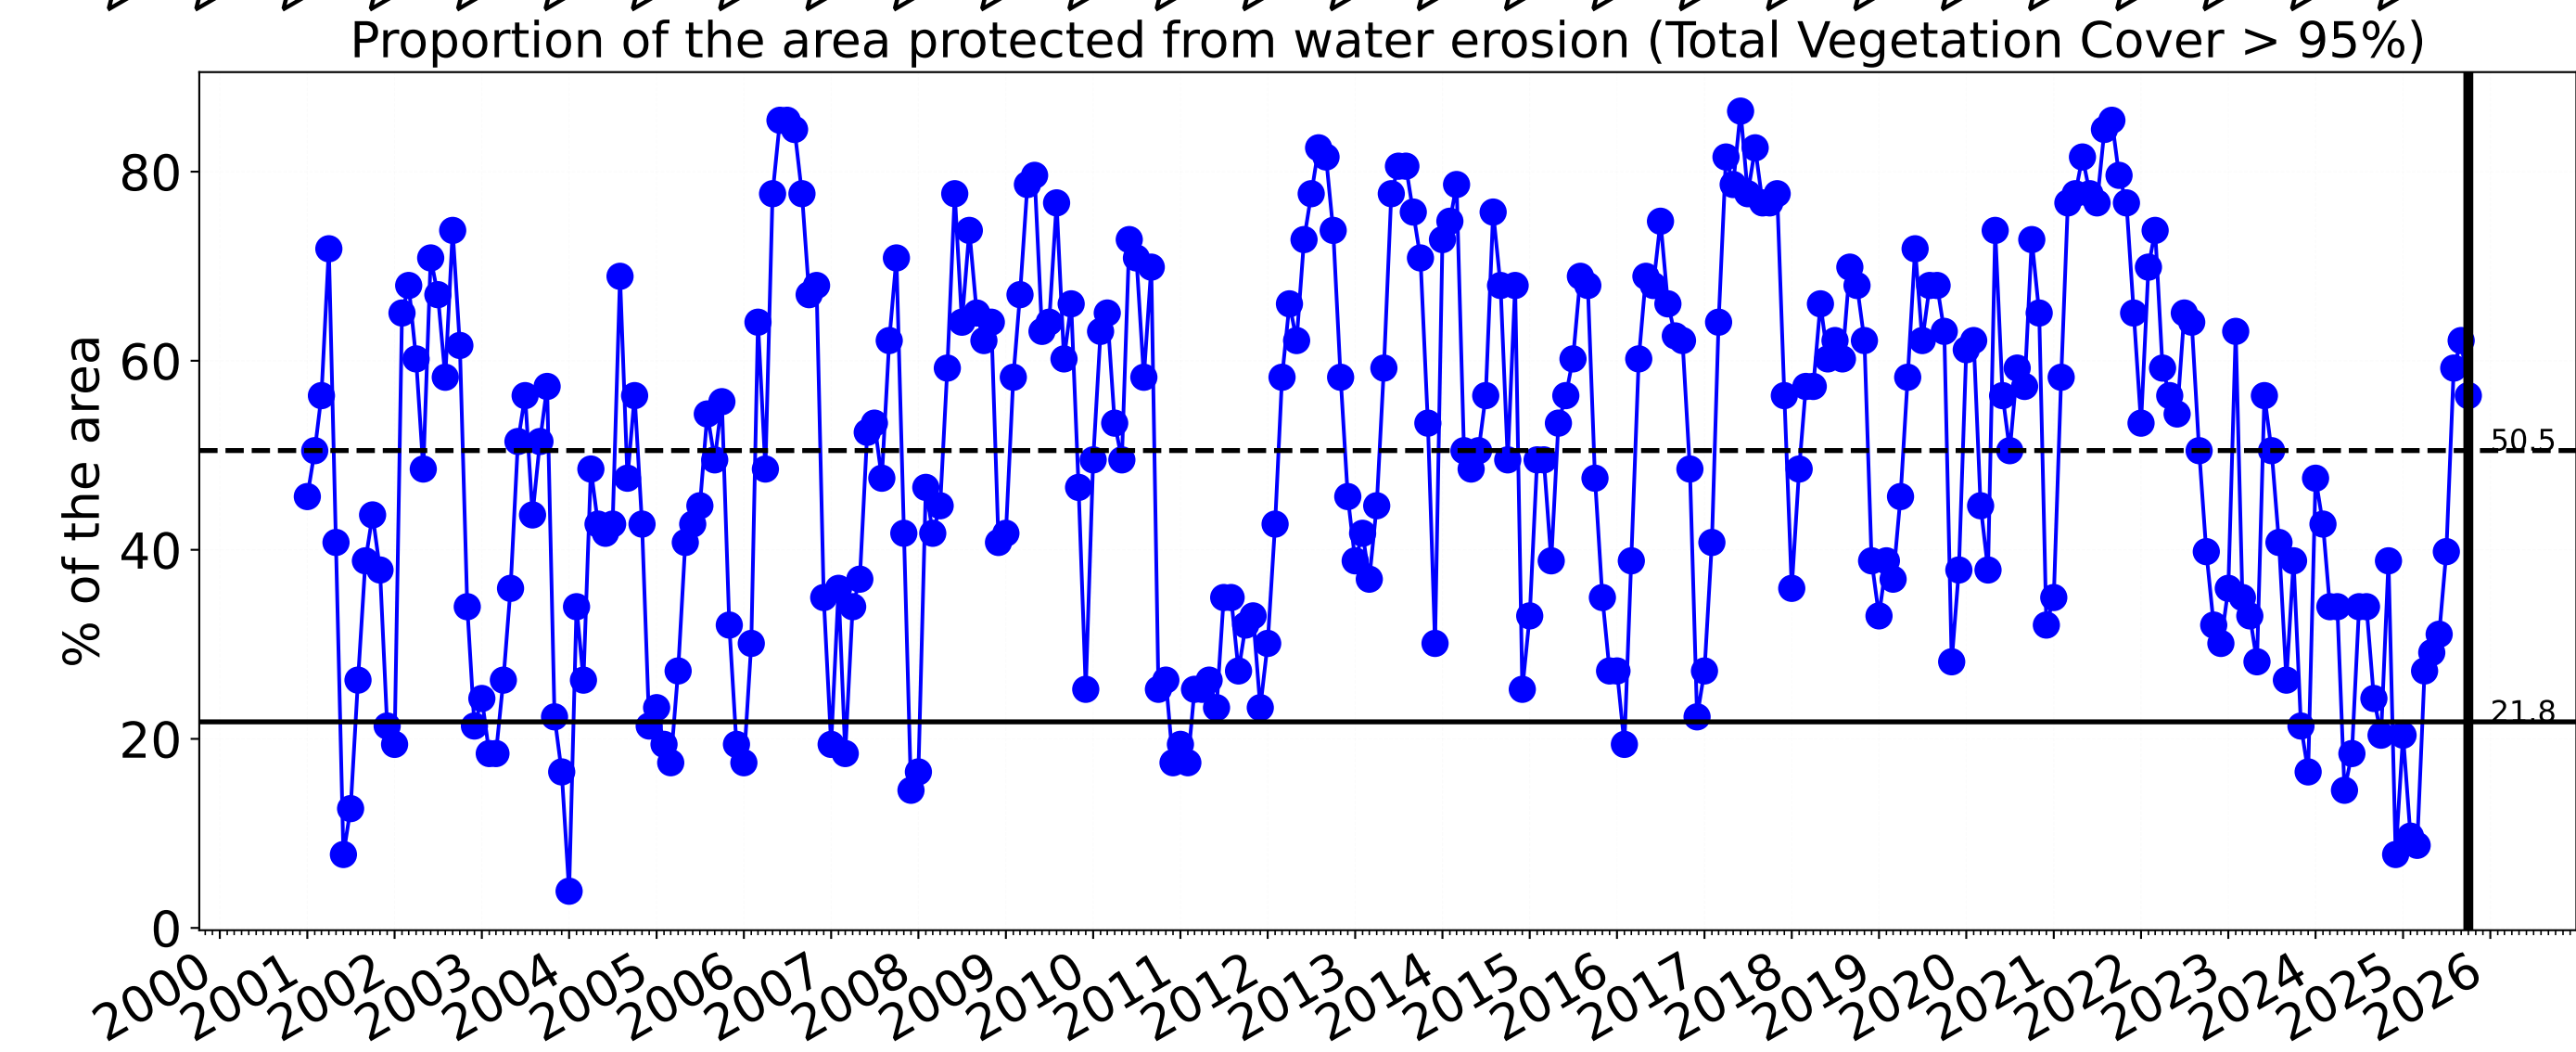 Proportion of the area protected from water erosion (Total Vegetation Cover > 95%)
% of the area
80
60
40
20
0
50.5
21.8
2000 2001 2002 2003 2004 2005 2006 2007 2008 2009 2010 2011 2012 2013 2014 2015 2016 2017 2018 2019 2020 2021 2022 2023 2024 2025 2026